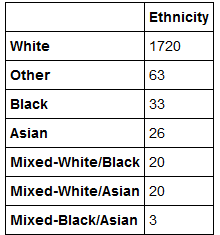 Ethnicity
White 1720
Other 63
Black 33
Asian 26
Mixed-White/Black 20
Mixed-White/Asian 20
Mixed-Black/Asian 3